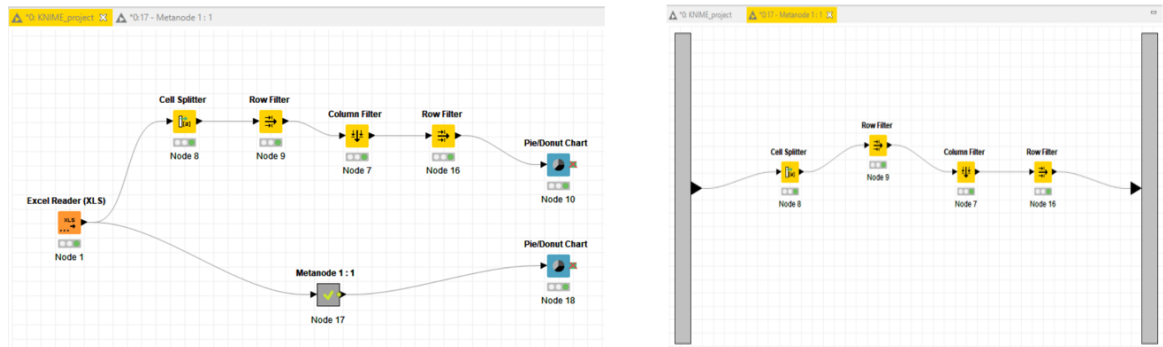 *0: KNIME_project
*0:17 - Metanode 1 : 1
Cell Splitter
Row Filter
Column Filter
Row Filter
Pie/Donut Chart
Node 8
Node 9
Node 7
Node 16
Node 10
Excel Reader (XLS)
XLS
Node 1
Pie/Donut Chart
Metanode 1 : 1
Node 18
Node 17
*0: KNIME_project
*0:17 - Metanode 1 : 1
Row Filter
Cell Splitter
Column Filter
Row Filter
Node 9
Node 8
Node 7
Node 16